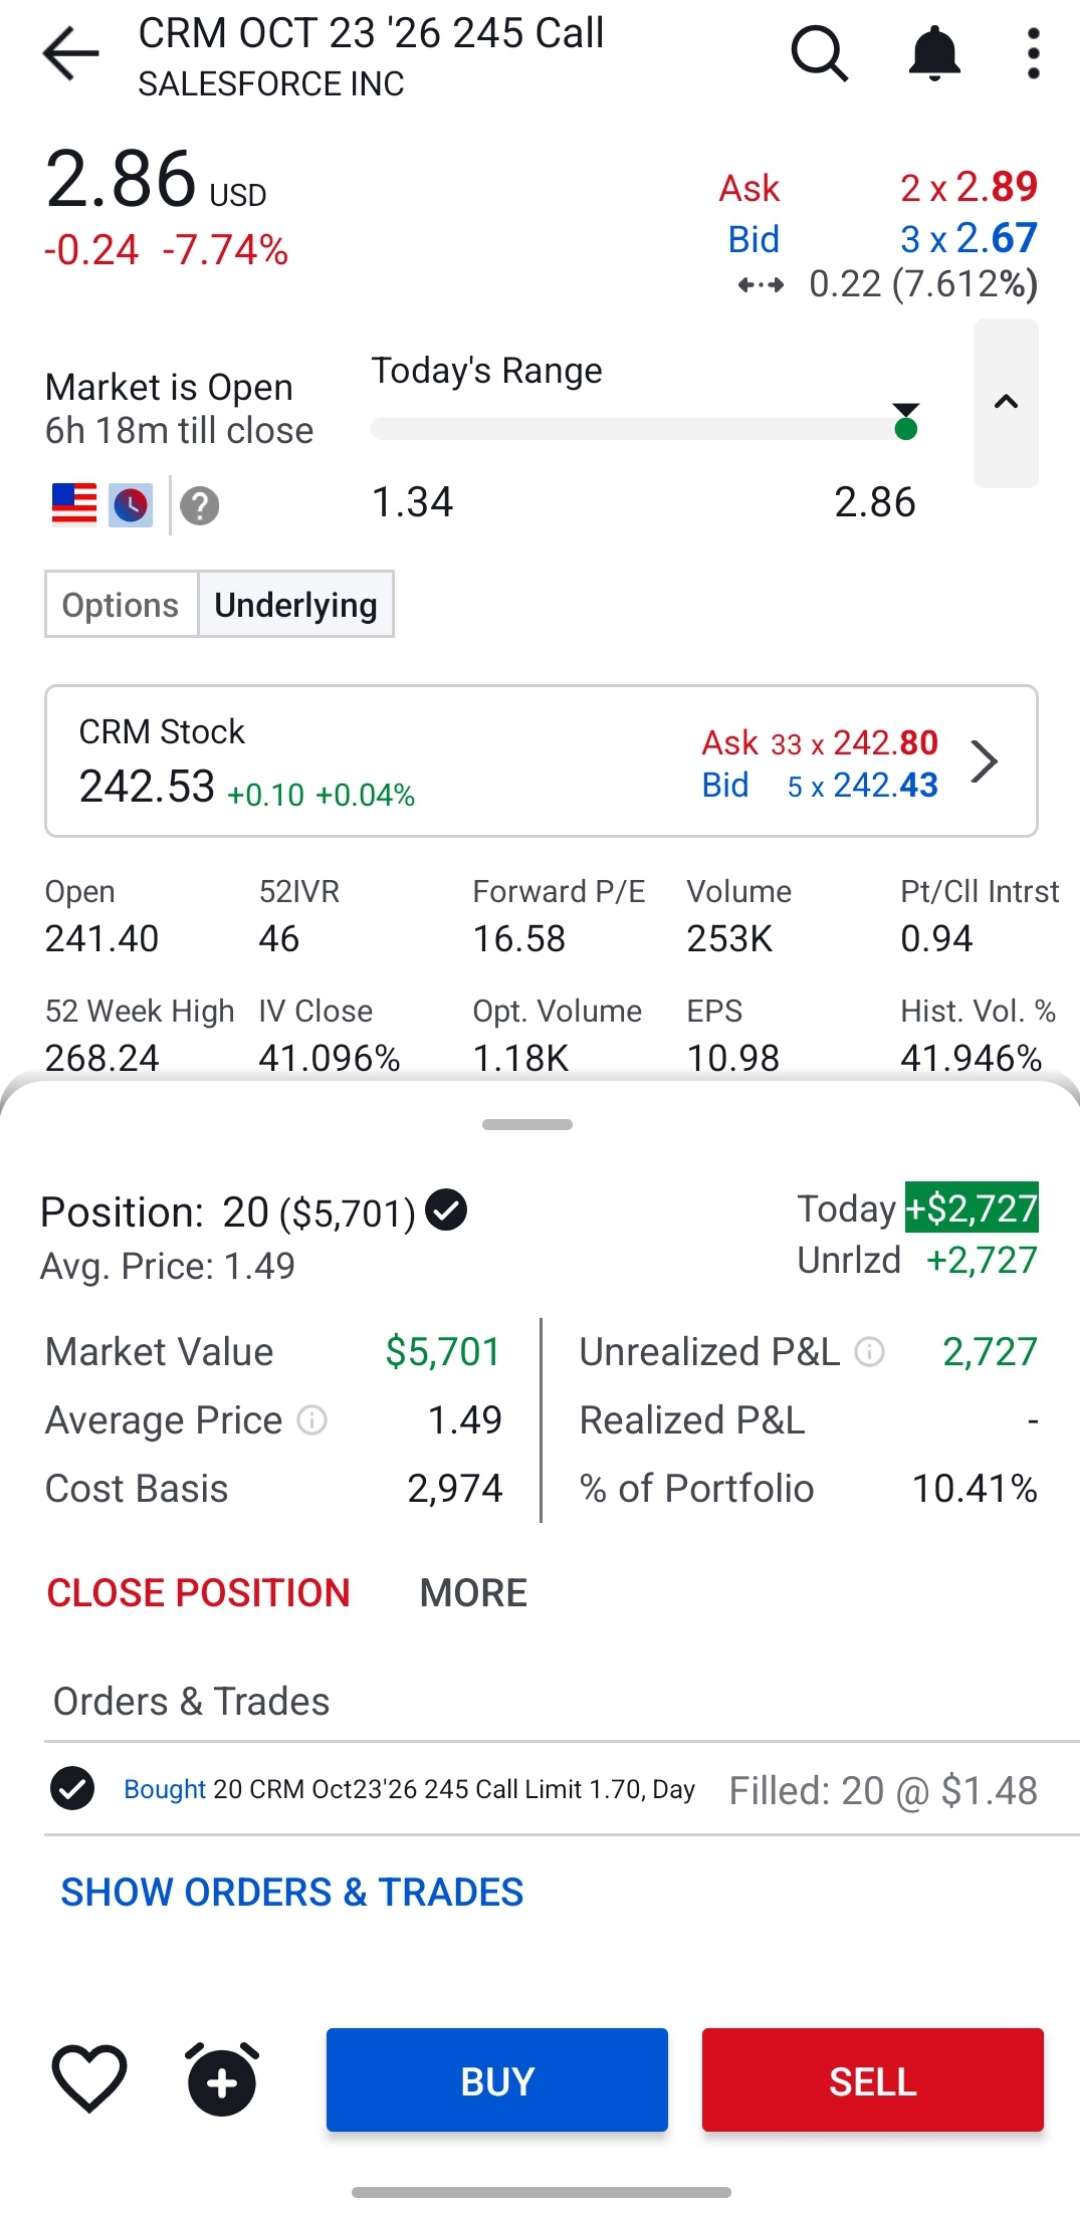 CRM OCT 23 '26 245 Call
SALESFORCE INC
2.86 USD
-0.24 -7.74%
Ask 2 x 2.89
Bid 3 x 2.67
0.22 (7.612%)
Market is Open
6h 18m till close
Today's Range
1.34 2.86
Options Underlying
CRM Stock
242.53 +0.10 +0.04%
Ask 33 x 242.80
Bid 5 x 242.43
Open 52IVR Forward P/E Volume Pt/Cll Intrst
241.40 46 16.58 253K 0.94
52 Week High IV Close Opt. Volume EPS Hist. Vol. %
268.24 41.096% 1.18K 10.98 41.946%
Position: 20 ($5,701)
Avg. Price: 1.49
Today +$2,727
Unrlzd +2,727
Market Value $5,701
Average Price 1.49
Cost Basis 2,974
Unrealized P&L 2,727
Realized P&L -
% of Portfolio 10.41%
CLOSE POSITION MORE
Orders & Trades
Bought 20 CRM Oct23'26 245 Call Limit 1.70, Day Filled: 20 @ $1.48
SHOW ORDERS & TRADES
BUY SELL